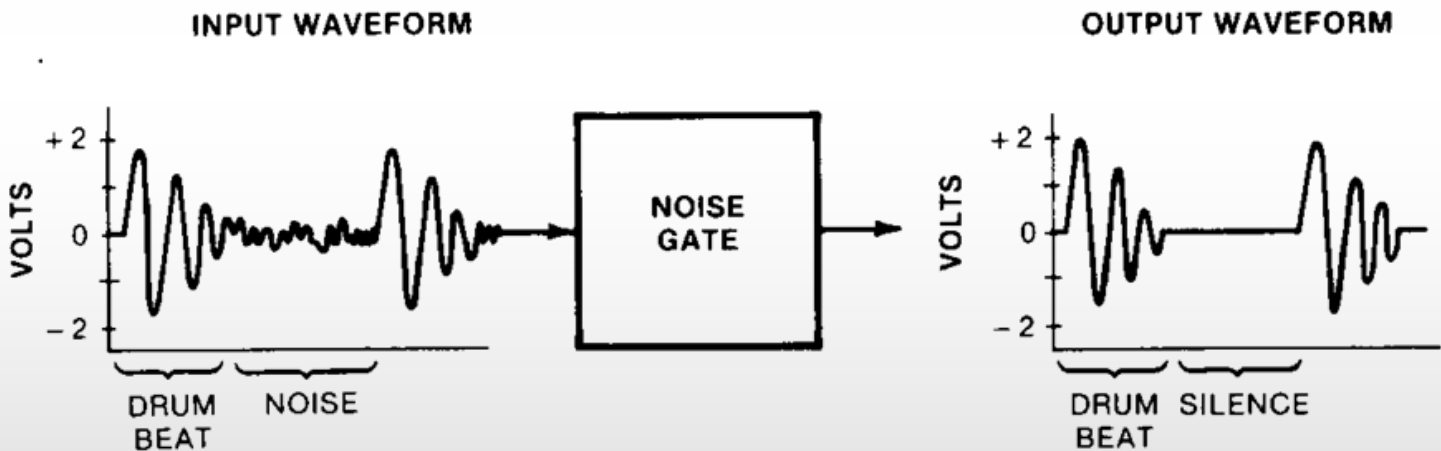 INPUT WAVEFORM
OUTPUT WAVEFORM
VOLTS
+2
0
-2
DRUM
BEAT
NOISE
NOISE
GATE
VOLTS
+2
0
-2
DRUM
BEAT
SILENCE